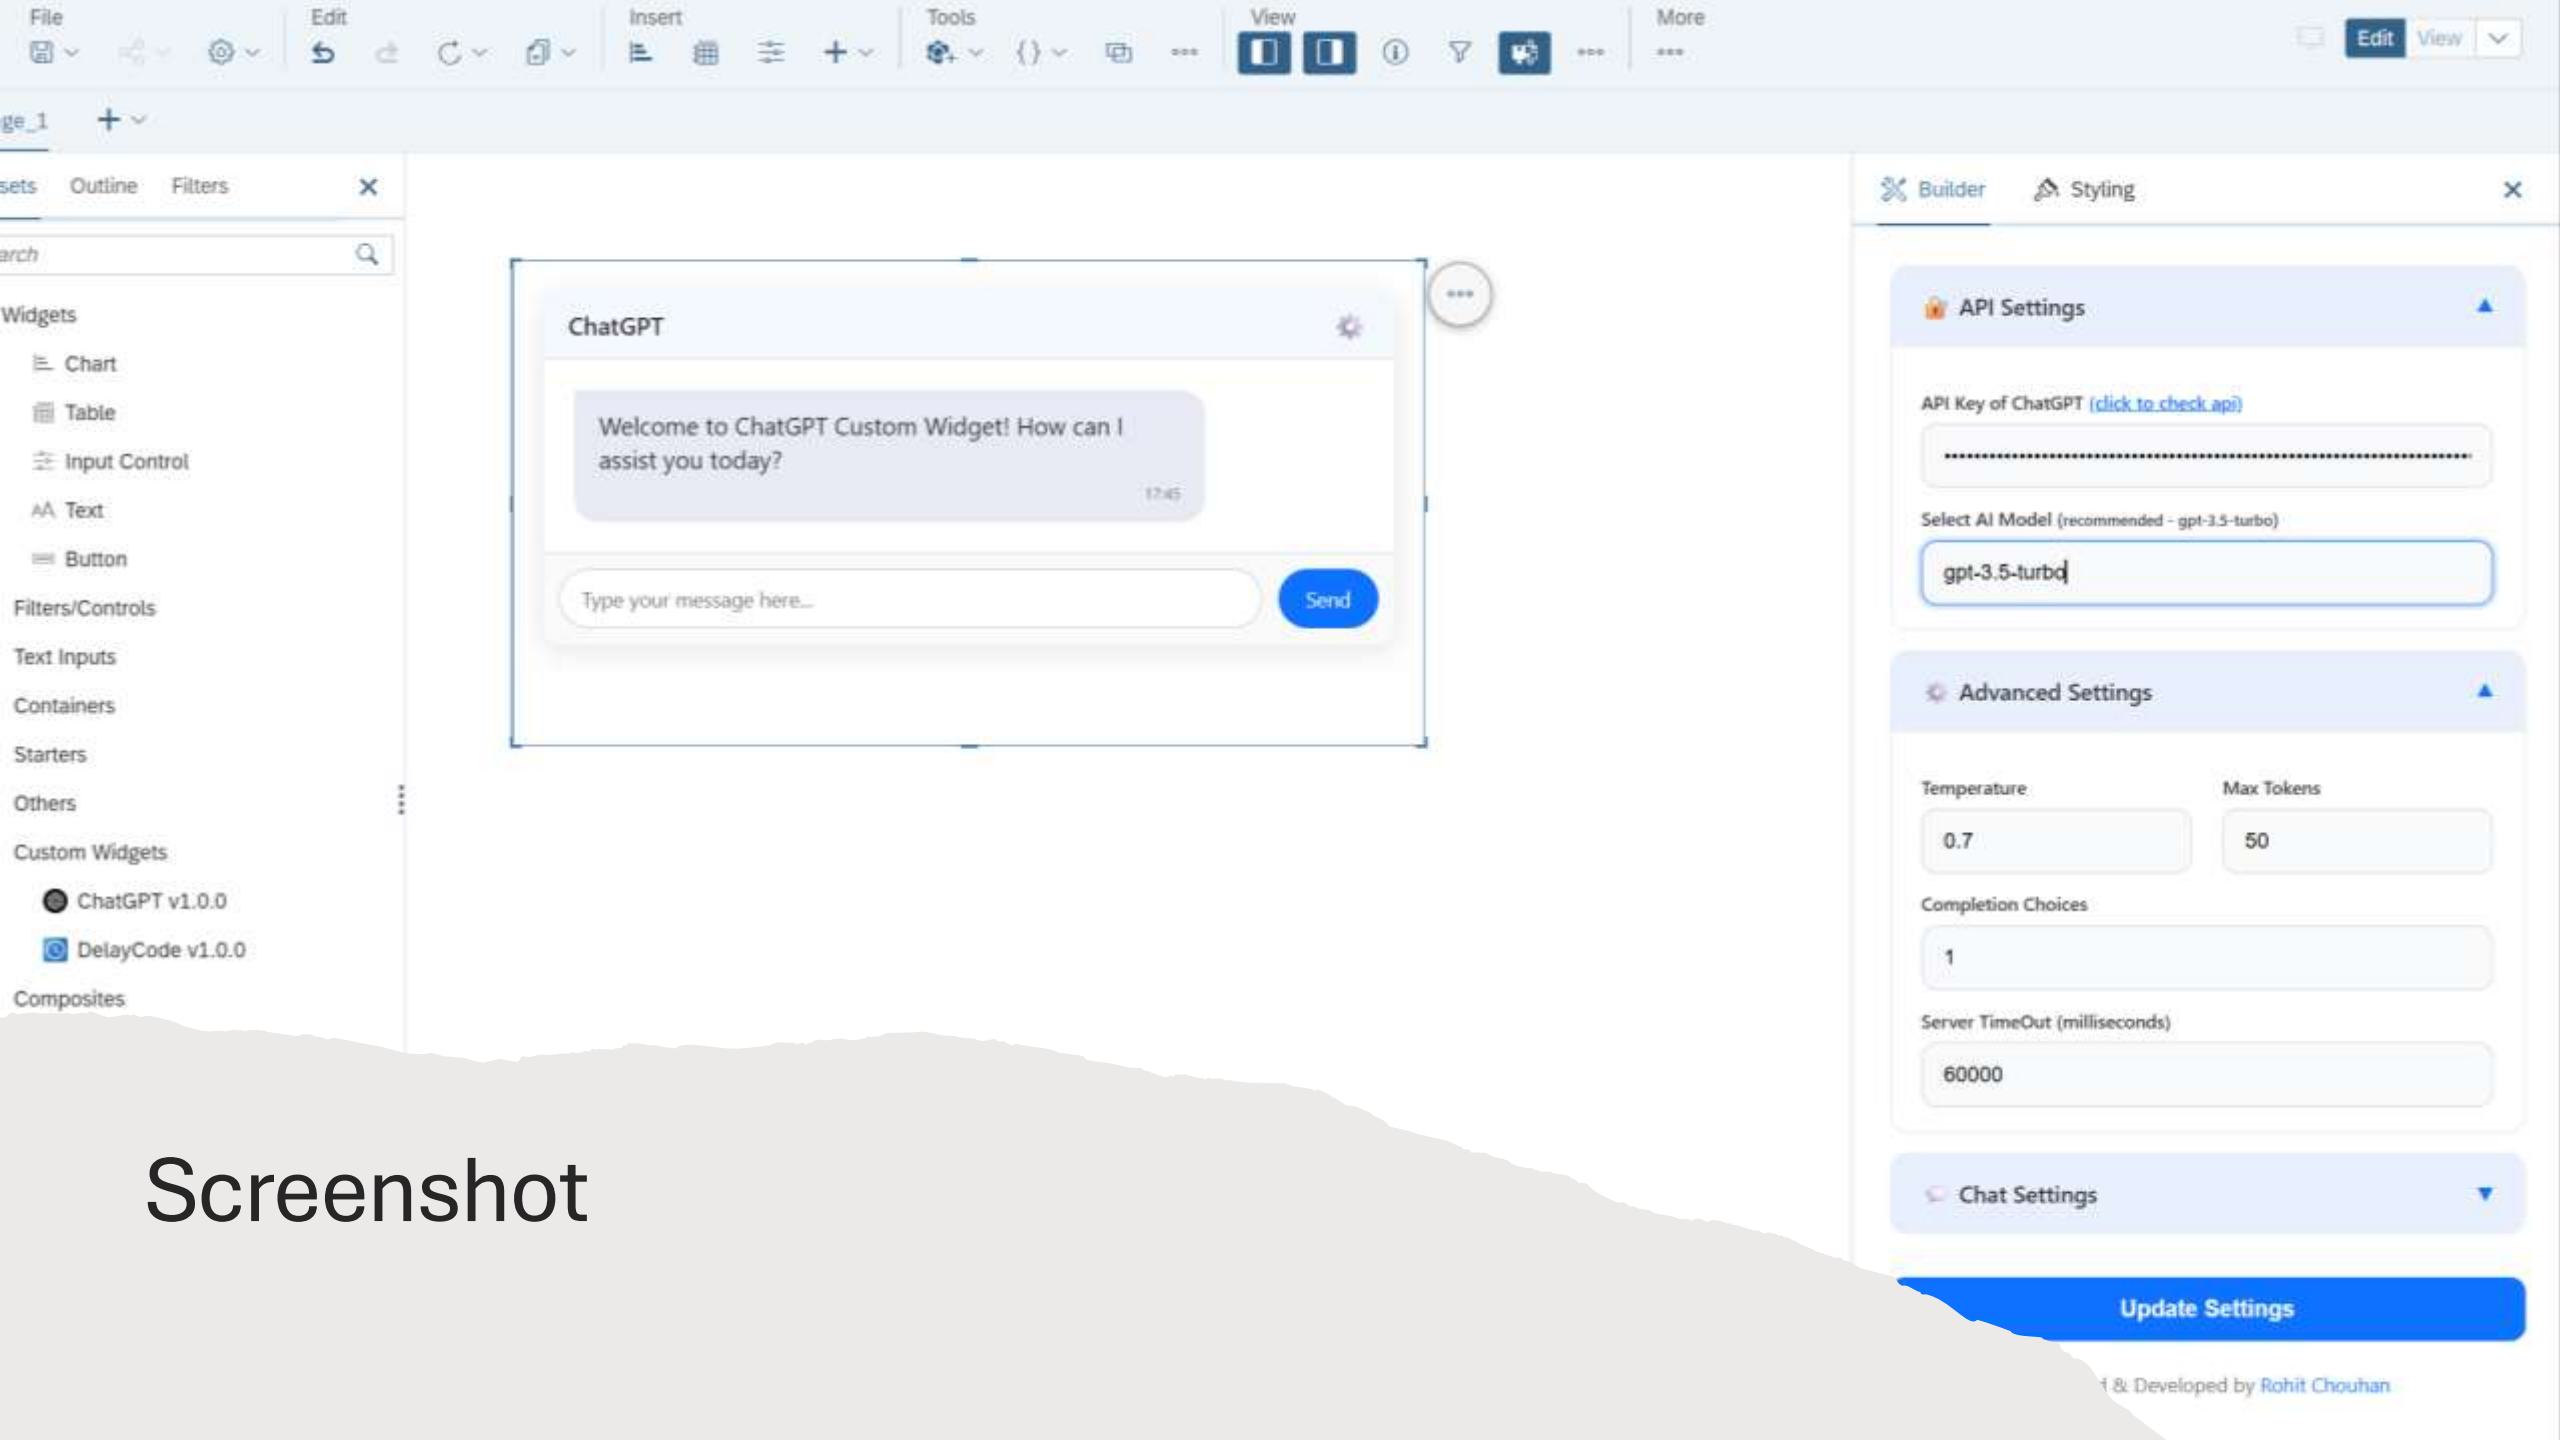 File
Edit
Insert
Tools
View
More
Edit
View
ge_1
sets
Outline
Filters
arch
Widgets
Chart
Table
Input Control
Text
Button
Filters/Controls
Text Inputs
Containers
Starters
Others
Custom Widgets
ChatGPT v1.0.0
DelayCode v1.0.0
Composites
ChatGPT
Welcome to ChatGPT Custom Widget! How can I
assist you today?
17:45
Type your message here...
Send
Builder
Styling
API Settings
API Key of ChatGPT (click to check api)
Select AI Model (recommended - gpt-3.5-turbo)
gpt-3.5-turbo
Advanced Settings
Temperature
Max Tokens
0.7
50
Completion Choices
1
Server TimeOut (milliseconds)
60000
Chat Settings
Update Settings
& Developed by Rohit Chouhan
Screenshot